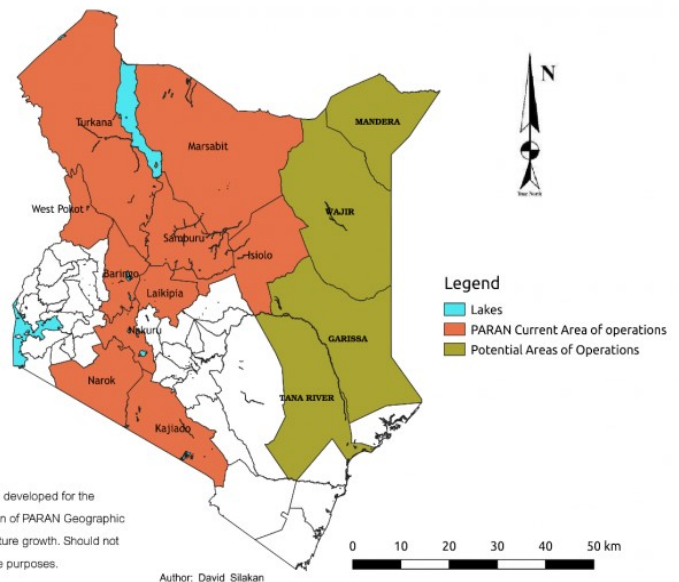 N
True North
MANDERA
Turkana
Marsabit
West Pokot
WAJIR
Samburu
Isiolo
Baringo
Laikipia
Nakuru
GARISSA
Narok
TANA RIVER
Kajiado
Legend
Lakes
PARAN Current Area of operations
Potential Areas of Operations
developed for the
n of PARAN Geographic
ture growth. Should not
e purposes.
Author: David Silakan
0 10 20 30 40 50 km